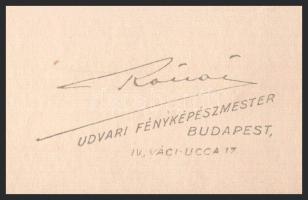 Rónai
UDVARI FÉNYKÉPÉSZMESTER
BUDAPEST,
IV, VÁCI-UCCA 17